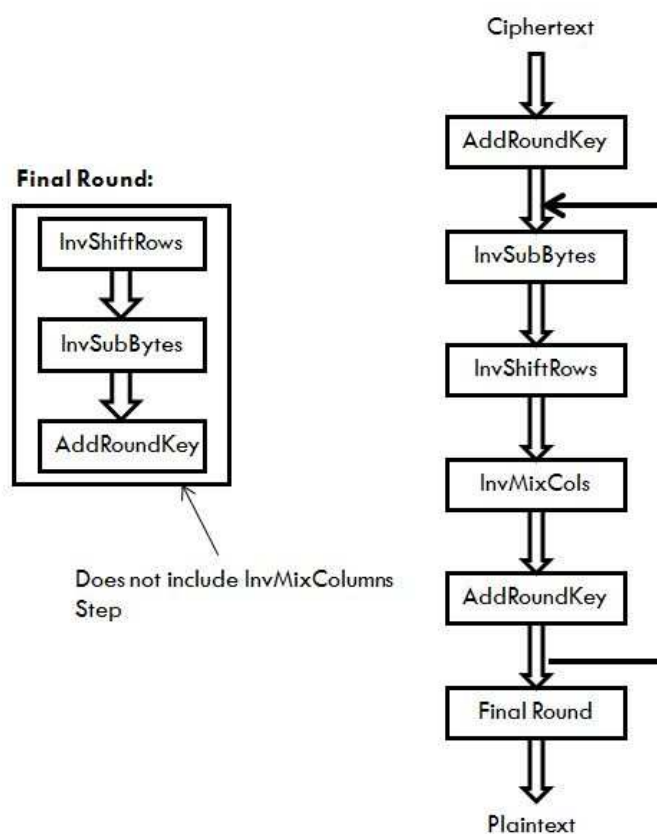 Ciphertext
AddRoundKey
InvSubBytes
InvShiftRows
InvMixCols
AddRoundKey
Final Round
Plaintext
Final Round:
InvShiftRows
InvSubBytes
AddRoundKey
Does not include InvMixColumns
Step